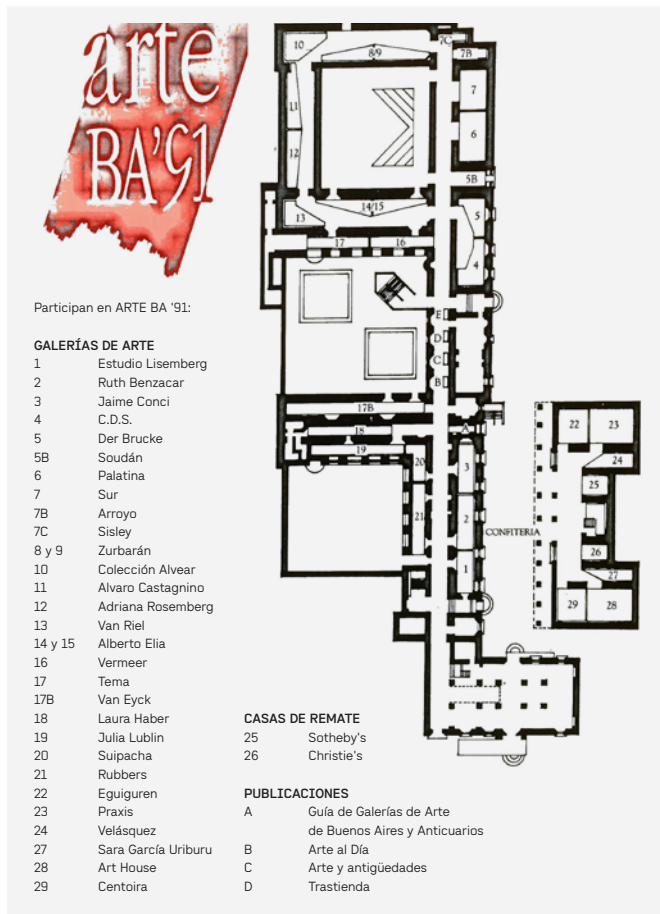 arte
BA'91
10
8/9
7C
7B
7
11
6
12
5B
14/15
5
13
17
16
4
E
D
C
B
17B
A
18
19
20
3
21
2
1
CONFITERIA
22
23
24
25
26
27
29
28
Participan en ARTE BA '91:
GALERÍAS DE ARTE
1 Estudio Lisemberg
2 Ruth Benzacar
3 Jaime Conci
4 C.D.S.
5 Der Brucke
5B Soudán
6 Palatina
7 Sur
7B Arroyo
7C Sisley
8 y 9 Zurbarán
10 Colección Alvear
11 Alvaro Castagnino
12 Adriana Rosemberg
13 Van Riel
14 y 15 Alberto Elia
16 Vermeer
17 Tema
17B Van Eyck
18 Laura Haber
19 Julia Lublin
20 Suipacha
21 Rubbers
22 Eguiguren
23 Praxis
24 Velásquez
27 Sara García Uriburu
28 Art House
29 Centoira
CASAS DE REMATE
25 Sotheby's
26 Christie's
PUBLICACIONES
A Guía de Galerías de Arte
de Buenos Aires y Anticuarios
B Arte al Día
C Arte y antigüedades
D Trastienda